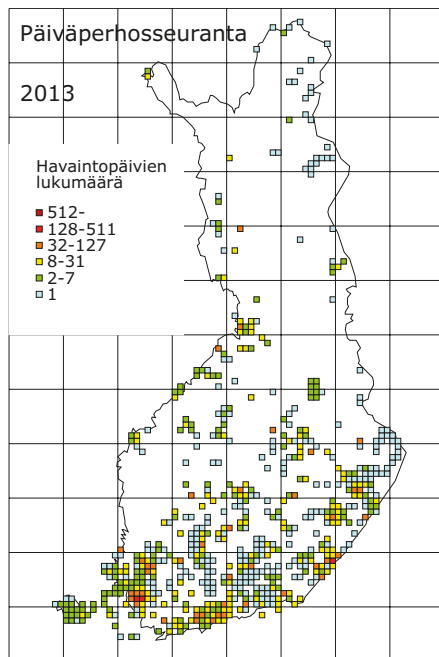 Päiväperhosseuranta
2013
Havaintopäivien
lukumäärä
512-
128-511
32-127
8-31
2-7
1